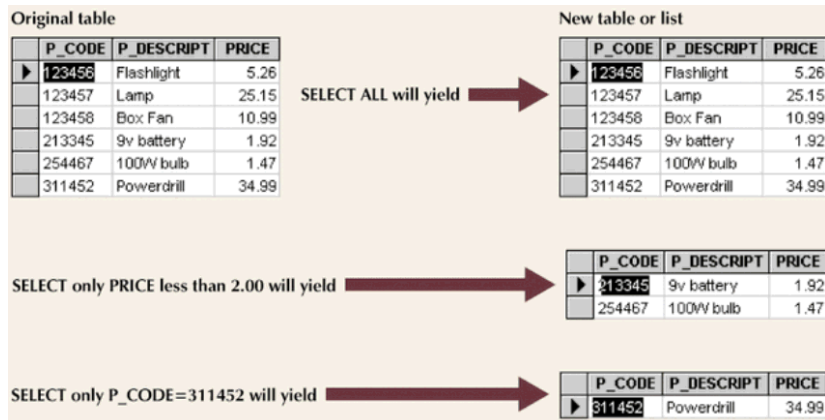 Original table
P_CODE P_DESCRIPT PRICE
123456 Flashlight 5.26
123457 Lamp 25.15
123458 Box Fan 10.99
213345 9v battery 1.92
254467 100W bulb 1.47
311452 Powerdrill 34.99
SELECT ALL will yield
New table or list
P_CODE P_DESCRIPT PRICE
123456 Flashlight 5.26
123457 Lamp 25.15
123458 Box Fan 10.99
213345 9v battery 1.92
254467 100W bulb 1.47
311452 Powerdrill 34.99
SELECT only PRICE less than 2.00 will yield
P_CODE P_DESCRIPT PRICE
213345 9v battery 1.92
254467 100W bulb 1.47
SELECT only P_CODE=311452 will yield
P_CODE P_DESCRIPT PRICE
311452 Powerdrill 34.99